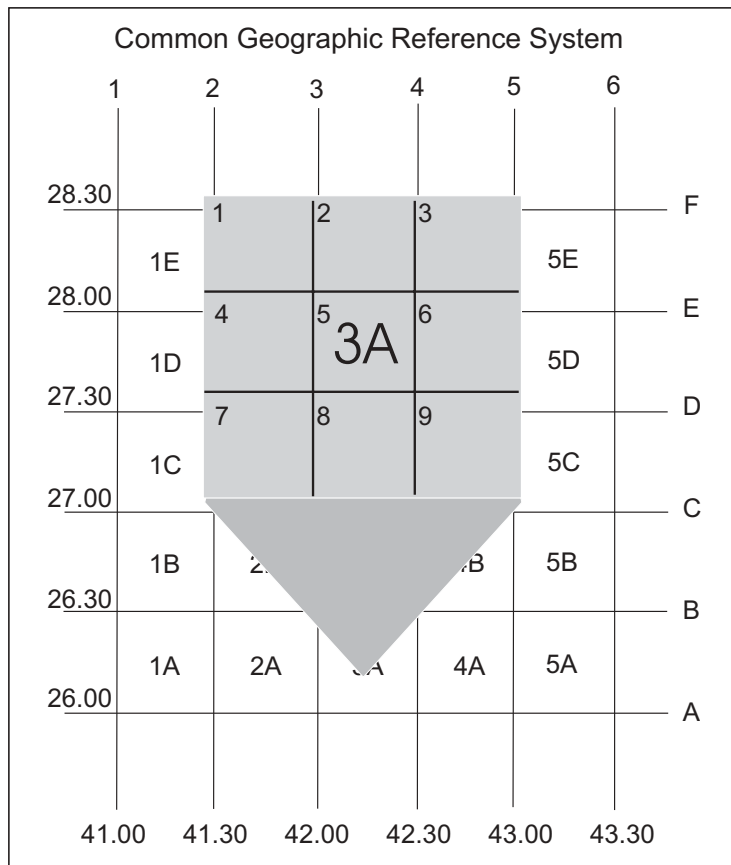 Common Geographic Reference System
1 2 3 4 5 6
28.30 F
1 2 3
1E 5E
28.00 E
4 5 6
1D 3A 5D
27.30 D
7 8 9
1C 5C
27.00 C
1B 5B
26.30 B
1A 2A 3A 4A 5A
26.00 A
41.00 41.30 42.00 42.30 43.00 43.30